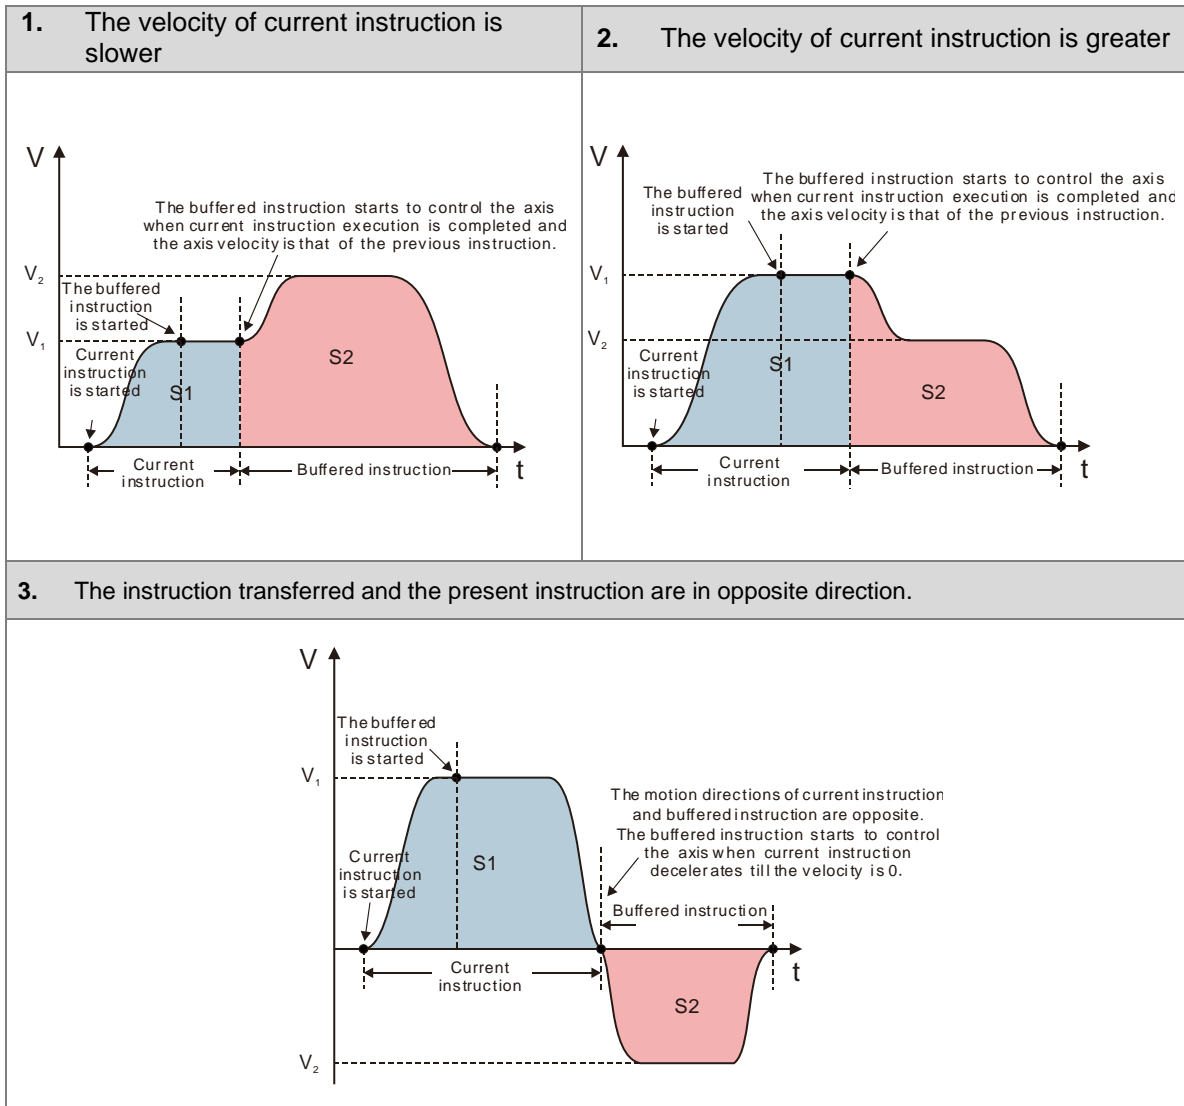 1. The velocity of current instruction is
slower
2. The velocity of current instruction is greater
V
The buffered instruction starts to control the axis
when current instruction execution is completed and
the axis velocity is that of the previous instruction.
V2
The buffered
instruction
is started
V1
Current
instruction
is started
S1
S2
Current
instruction
Buffered instruction
t
V
The buffered instruction starts to control the axis
when current instruction execution is completed and
the axis velocity is that of the previous instruction.
The buffered
instruction
is started
V1
V2
Current
instruction
is started
S1
S2
Current
instruction
Buffered instruction
t
3. The instruction transferred and the present instruction are in opposite direction.
V
The buffered
instruction
is started
V1
The motion directions of current instruction
and buffered instruction are opposite.
The buffered instruction starts to control
the axis when current instruction
decelerates till the velocity is 0.
Current
instruction
is started
S1
Buffered instruction
Current
instruction
t
S2
V2